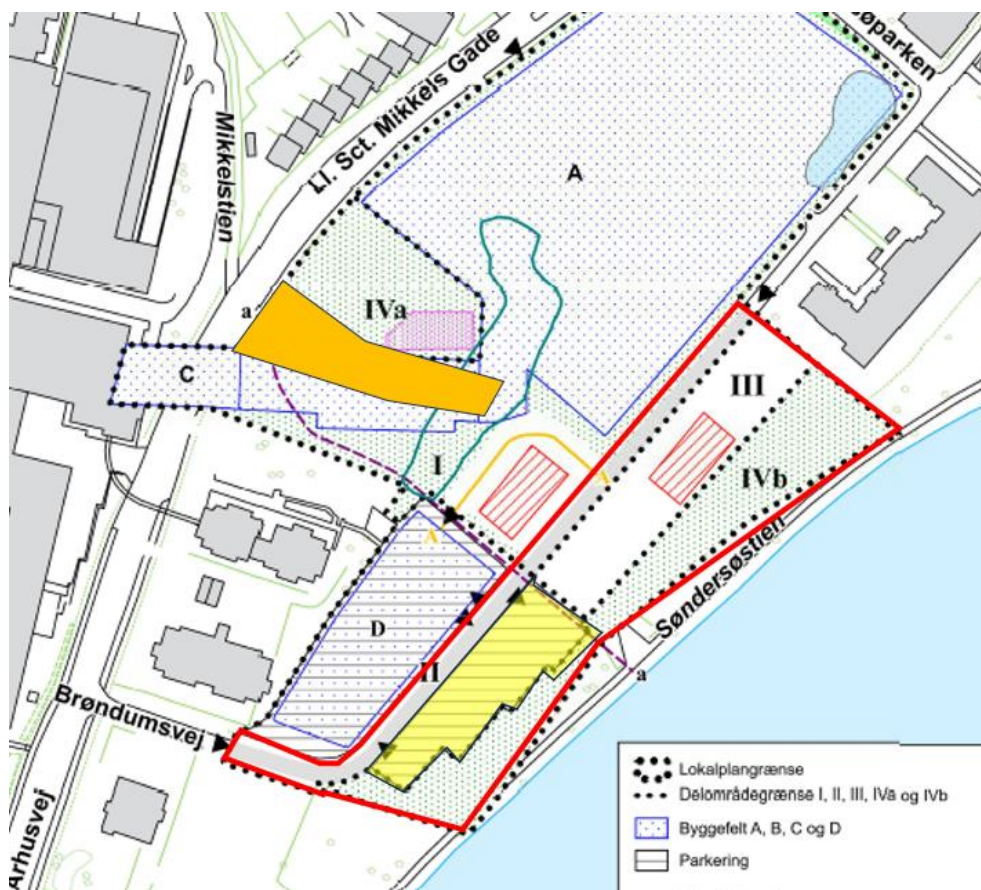 Ll. Sct. Mikkels Gade
Mikkelstien
A
IVa
a
C
III
I
A
IVb
A
D
Søndersøstien
II
a
Brøndumsvej
Århusvej
Lokalplangrænse
Delområdegrænse I, II, III, IVa og IVb
Byggefelt A, B, C og D
Parkering